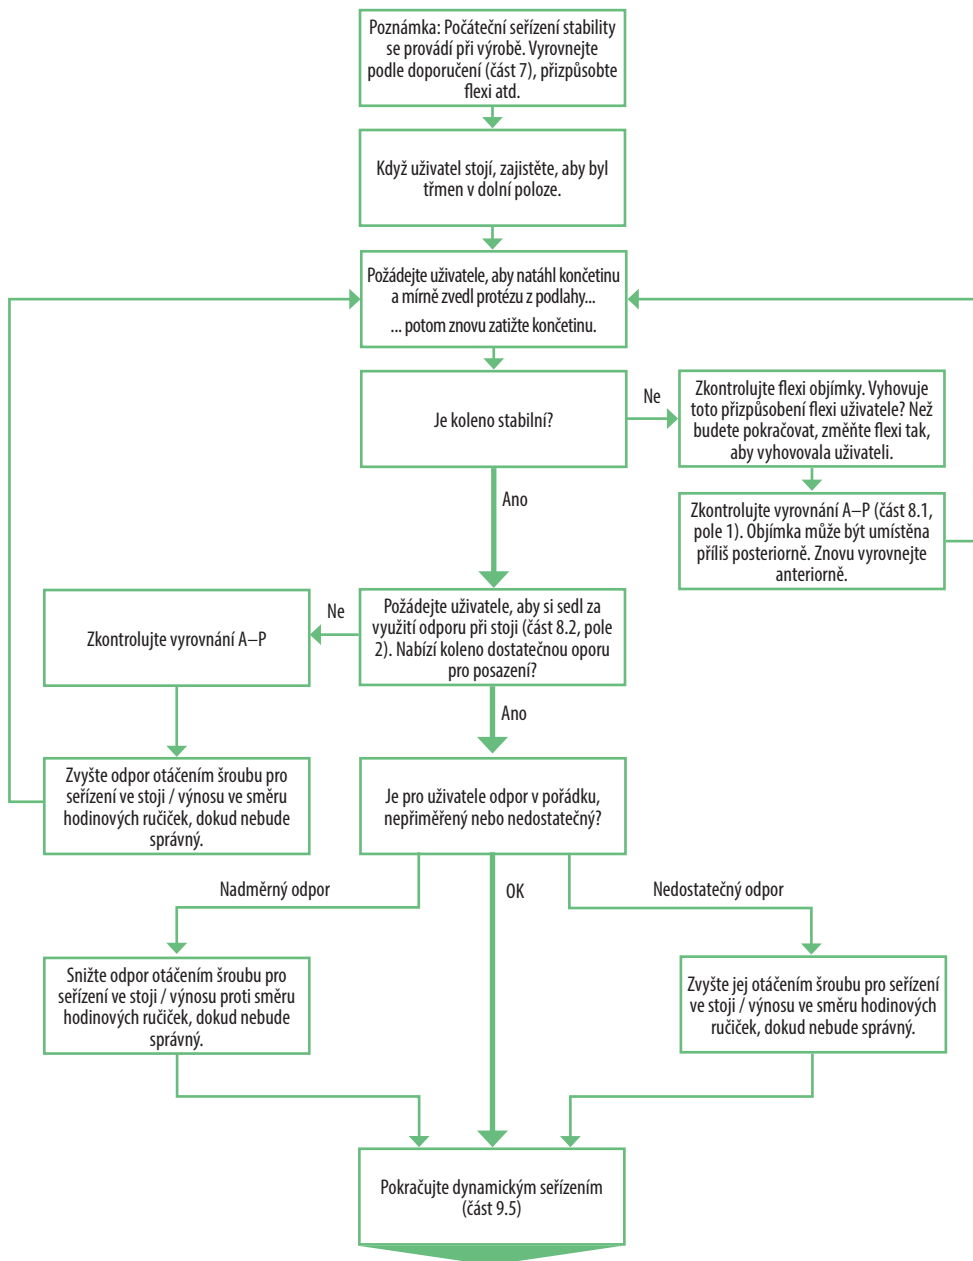 Poznámka: Počáteční seřízení stability
se provádí při výrobě. Vyrovnejte
podle doporučení (část 7), přizpůsobte
flexi atd.
Když uživatel stojí, zajistěte, aby byl
třmen v dolní poloze.
Požádejte uživatele, aby natáhl končetinu
a mírně zvedl protézu z podlahy...
... potom znovu zatižte končetinu.
Je koleno stabilní?
Ne
Zkontrolujte flexi objímky. Vyhovuje
toto přizpůsobení flexi uživatele? Než
budete pokračovat, změňte flexi tak,
aby vyhovovala uživateli.
Ano
Zkontrolujte vyrovnání A–P (část 8.1,
pole 1). Objímka může být umístěna
příliš posteriorně. Znovu vyrovnejte
anteriorně.
Požádejte uživatele, aby si sedl za
využití odporu při stoji (část 8.2, pole
2). Nabízí koleno dostatečnou oporu
pro posazení?
Ne
Zkontrolujte vyrovnání A–P
Ano
Zvyšte odpor otáčením šroubu pro
seřízení ve stoji / výnosu ve směru
hodinových ručiček, dokud nebude
správný.
Je pro uživatele odpor v pořádku,
nepřiměřený nebo nedostatečný?
Nadměrný odpor
OK
Nedostatečný odpor
Snižte odpor otáčením šroubu pro
seřízení ve stoji / výnosu proti směru
hodinových ručiček, dokud nebude
správný.
Zvyšte jej otáčením šroubu pro seřízení
ve stoji / výnosu ve směru hodinových
ručiček, dokud nebude správný.
Pokračujte dynamickým seřízením
(část 9.5)